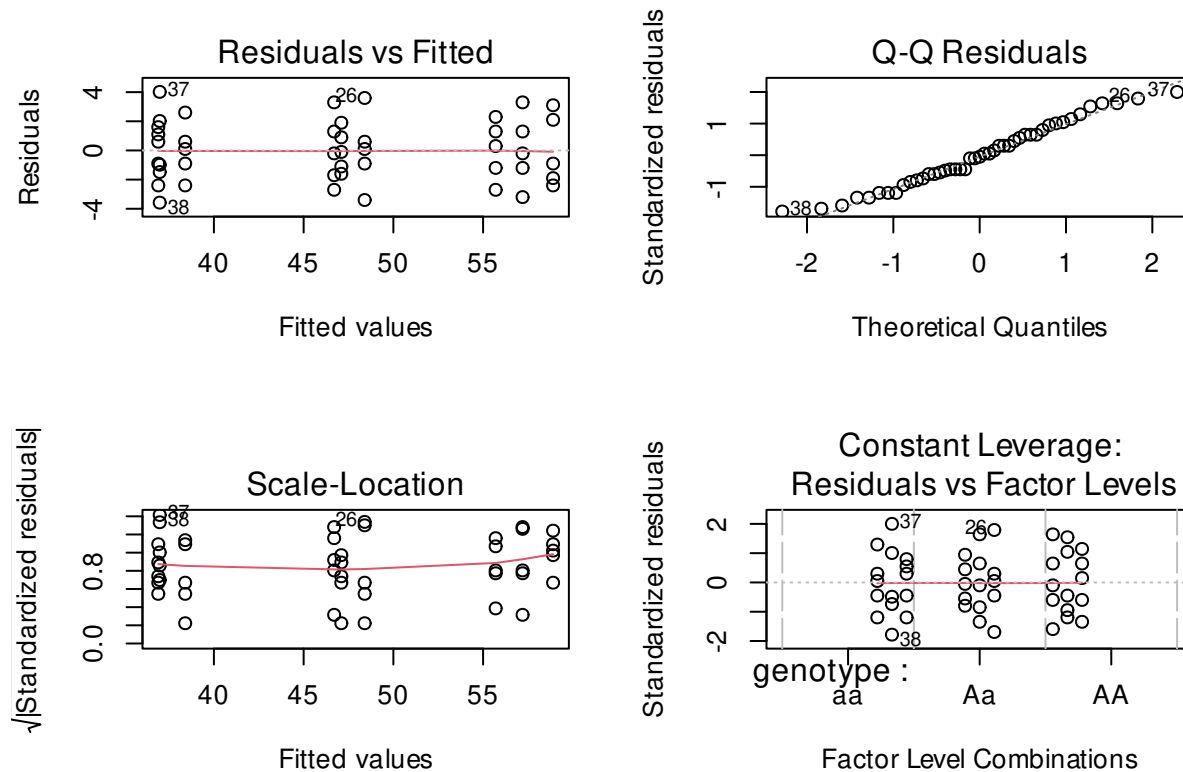 Residuals vs Fitted
Residuals
4
0
-4
37
26
38
40
45
50
55
Fitted values
Q-Q Residuals
Standardized residuals
1
-1
38
26
37
-2
-1
0
1
2
Theoretical Quantiles
Scale-Location
√|Standardized residuals|
0.8
0.0
37
38
26
40
45
50
55
Fitted values
Constant Leverage:
Residuals vs Factor Levels
Standardized residuals
2
0
-2
37
26
38
genotype :
aa
Aa
AA
Factor Level Combinations